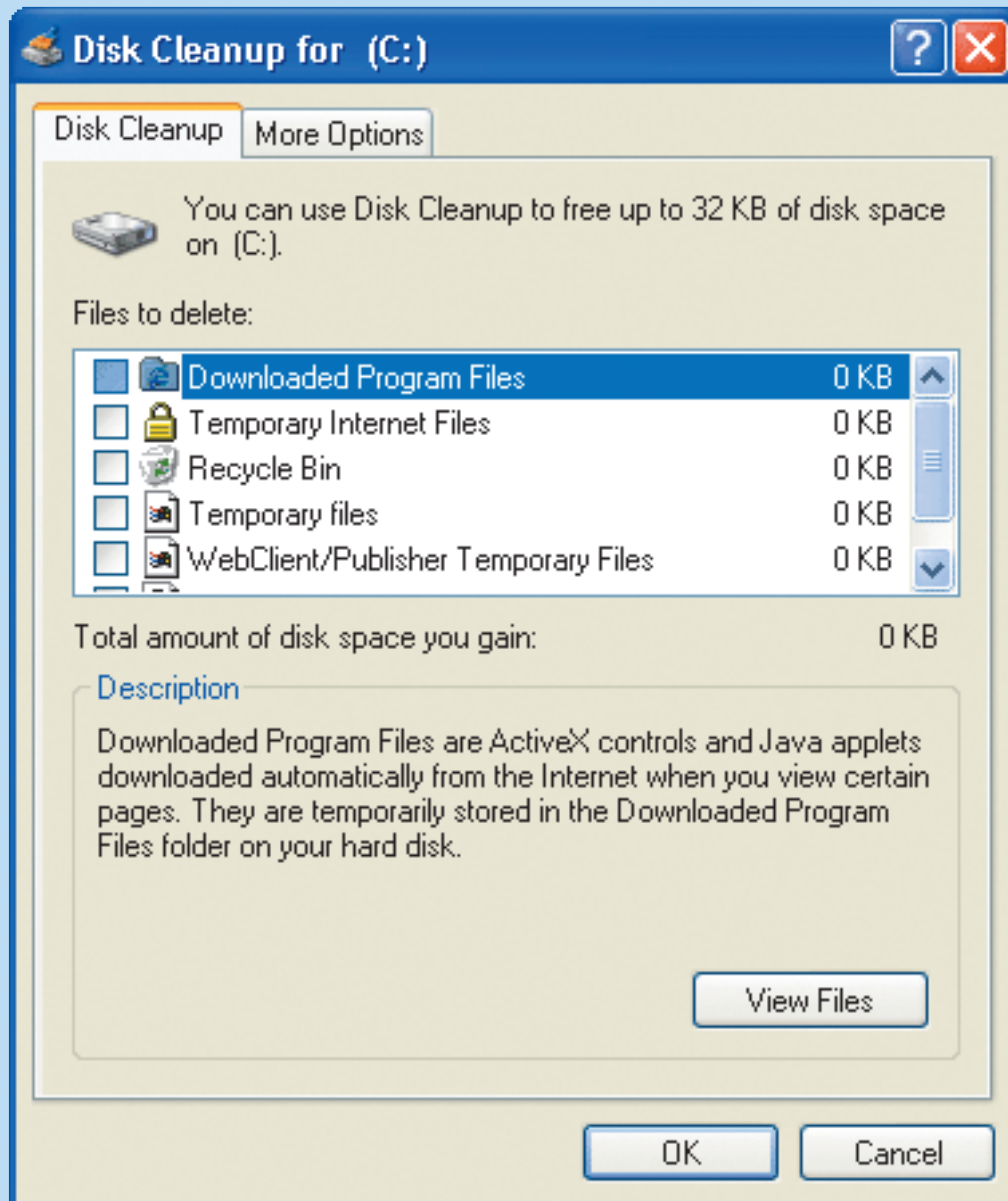 Disk Cleanup for (C:)
?
Disk Cleanup
More Options
You can use Disk Cleanup to free up to 32 KB of disk space
on (C:).
Files to delete:
Downloaded Program Files 0 KB
Temporary Internet Files 0 KB
Recycle Bin 0 KB
Temporary files 0 KB
WebClient/Publisher Temporary Files 0 KB
Total amount of disk space you gain: 0 KB
Description
Downloaded Program Files are ActiveX controls and Java applets
downloaded automatically from the Internet when you view certain
pages. They are temporarily stored in the Downloaded Program
Files folder on your hard disk.
View Files
OK
Cancel